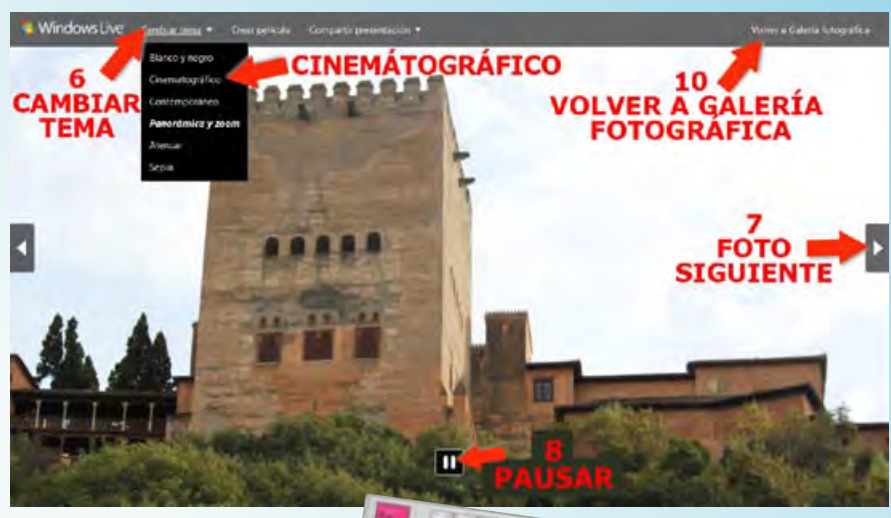 Windows Live Cambiar tema Crear película Compartir presentación Volver a Galería fotográfica
Blanco y negro
Cinematográfico
Contemporáneo
Panorámica y zoom
Atenuar
Sepia
6
CAMBIAR
TEMA
CINEMÁTOGRÁFICO
10
VOLVER A GALERÍA
FOTOGRÁFICA
7
FOTO
SIGUIENTE
8
PAUSAR